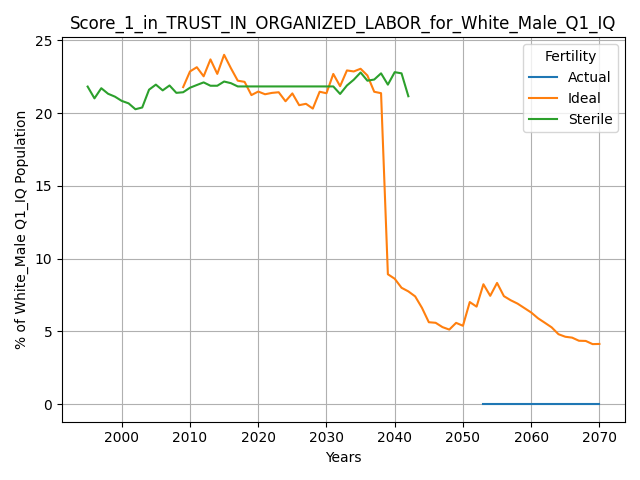 Score_1_in_TRUST_IN_ORGANIZED_LABOR_for_White_Male_Q1_IQ
Fertility
Actual
Ideal
Sterile
% of White_Male Q1_IQ Population
25
20
15
10
5
0
2000 2010 2020 2030 2040 2050 2060 2070
Years